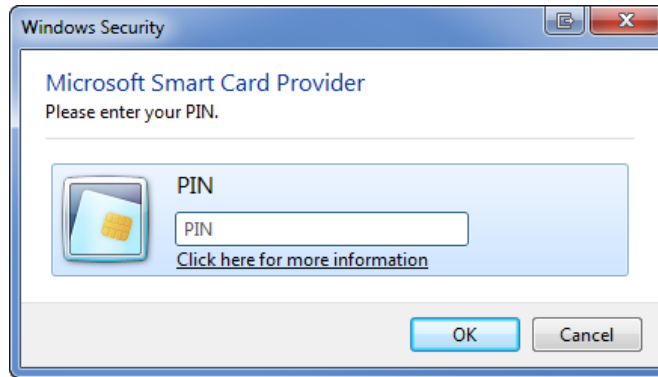 Windows Security
Microsoft Smart Card Provider
Please enter your PIN.
PIN
PIN
Click here for more information
OK Cancel